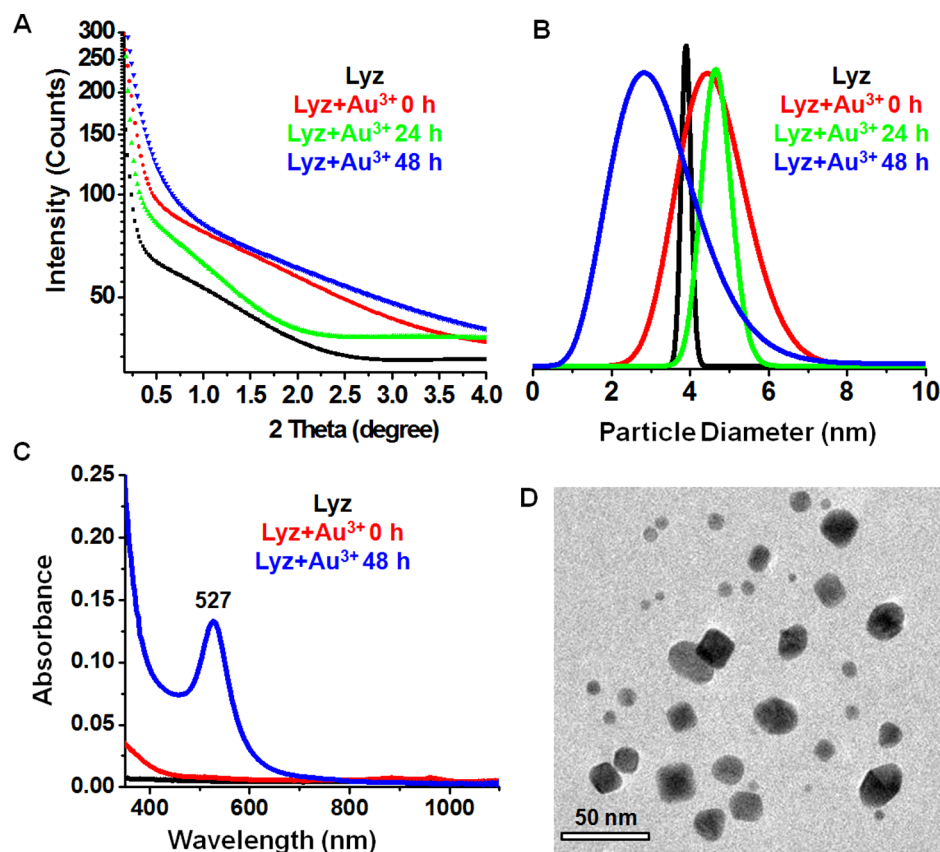 A
300
250
200
150
100
50
Intensity (Counts)
Lyz
Lyz+Au³⁺ 0 h
Lyz+Au³⁺ 24 h
Lyz+Au³⁺ 48 h
0.5 1.0 1.5 2.0 2.5 3.0 3.5 4.0
2 Theta (degree)
B
Lyz
Lyz+Au³⁺ 0 h
Lyz+Au³⁺ 24 h
Lyz+Au³⁺ 48 h
0 2 4 6 8 10
Particle Diameter (nm)
C
0.25
0.20
0.15
0.10
0.05
0.00
Absorbance
Lyz
Lyz+Au³⁺ 0 h
Lyz+Au³⁺ 48 h
527
400 600 800 1000
Wavelength (nm)
D
50 nm